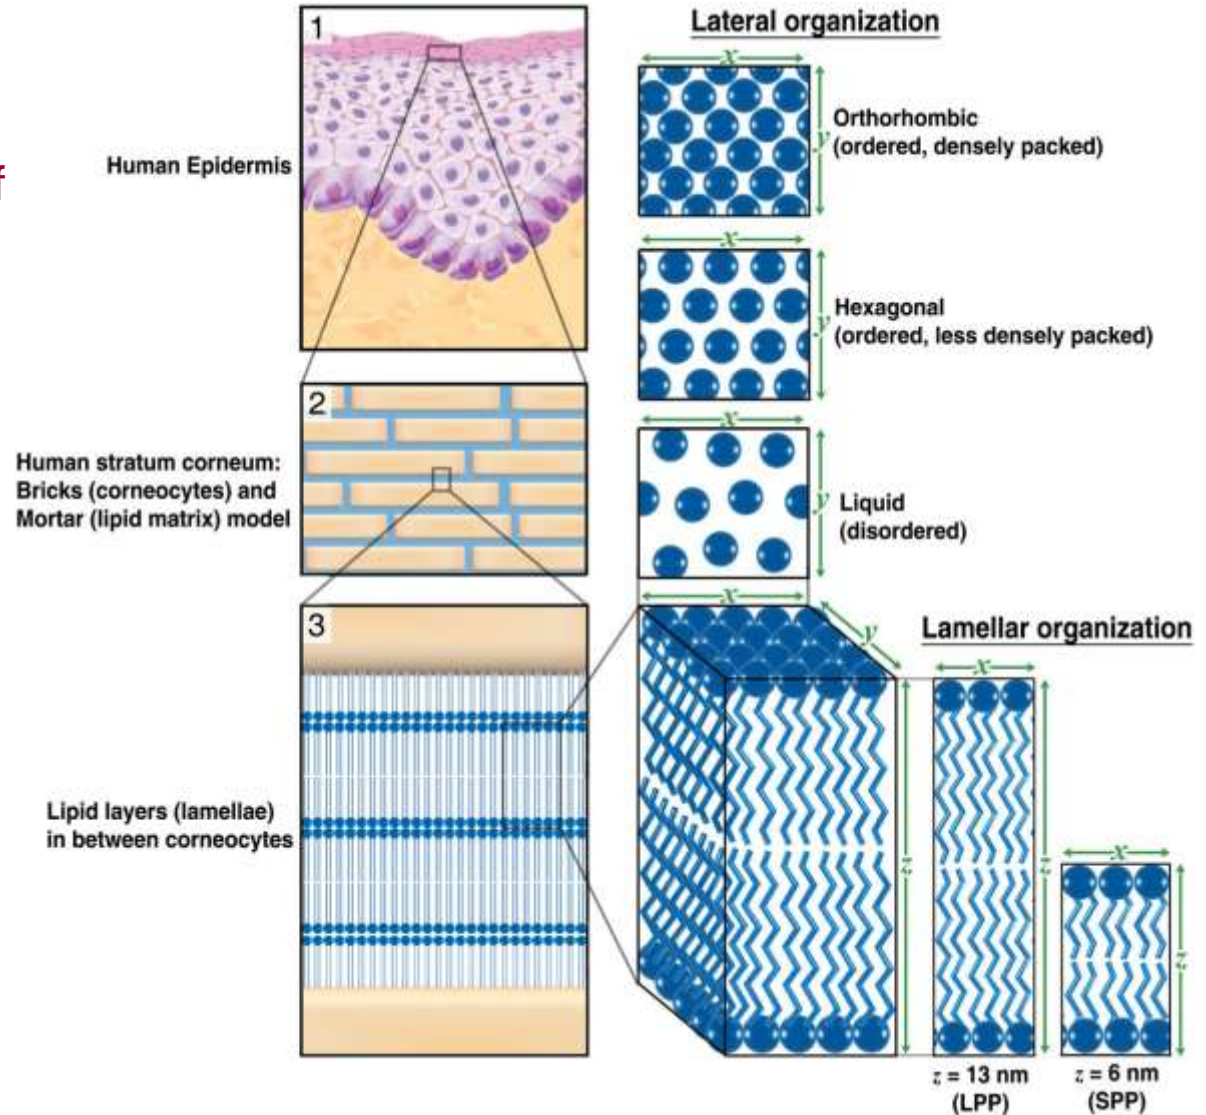 f
1
Human Epidermis
2
Human stratum corneum:
Bricks (corneocytes) and
Mortar (lipid matrix) model
3
Lipid layers (lamellae)
in between corneocytes
Lateral organization
x
y
Orthorhombic
(ordered, densely packed)
x
y
Hexagonal
(ordered, less densely packed)
x
y
Liquid
(disordered)
x
y
z
Lamellar organization
x
z
z = 13 nm
(LPP)
x
z
z = 6 nm
(SPP)